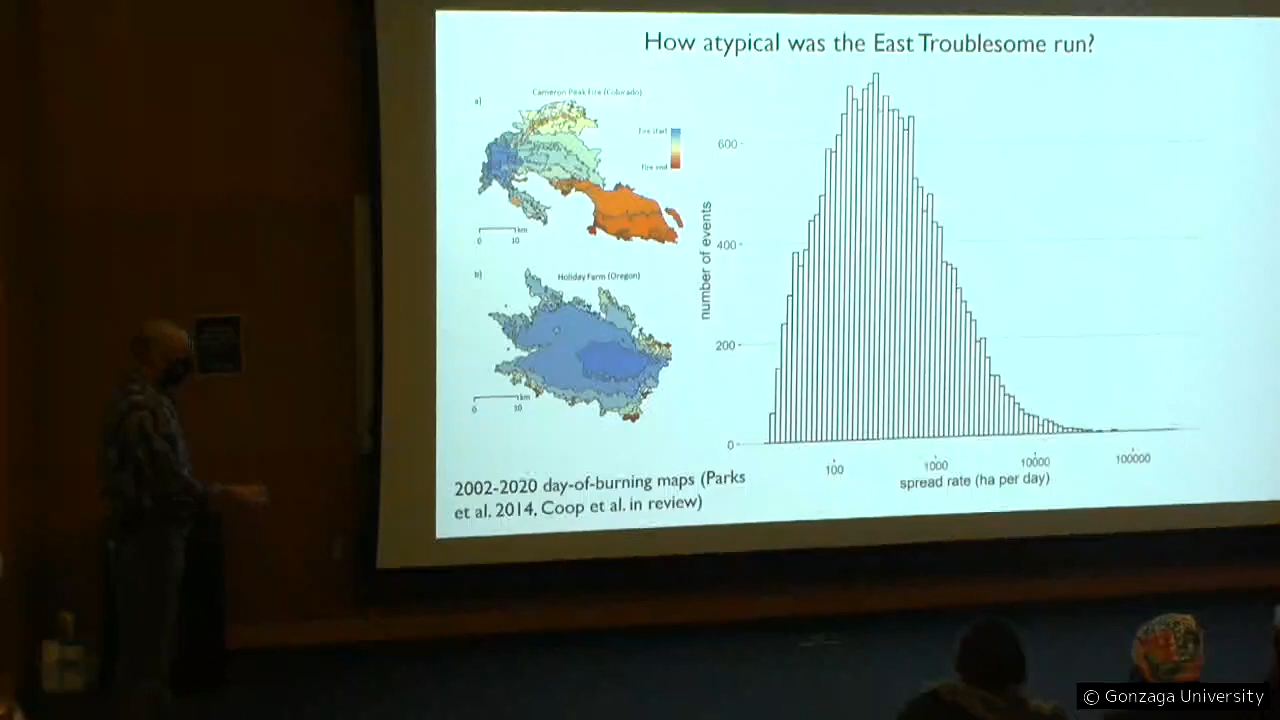 How atypical was the East Troublesome run?
a)
Cameron Peak Fire (Colorado)
Fire start
Fire end
km
0 10
b)
Holiday Farm (Oregon)
km
0 10
number of events
600
400
200
0
100 1000 10000 100000
spread rate (ha per day)
2002-2020 day-of-burning maps (Parks
et al. 2014, Coop et al. in review)
© Gonzaga University